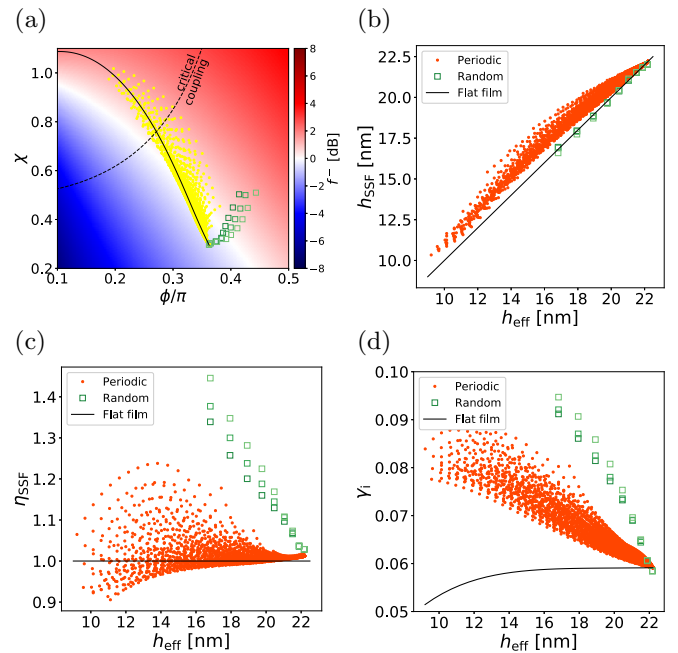 (a)
8
6
4
2
0
−2
−4
−6
−8
f⁻ [dB]
1.0
0.8
0.6
0.4
0.2
χ
critical
coupling
0.1
0.2
0.3
0.4
0.5
ϕ/π
(b)
Periodic
Random
Flat film
22.5
20.0
17.5
15.0
12.5
10.0
h_SSF [nm]
10
12
14
16
18
20
22
h_eff [nm]
(c)
Periodic
Random
Flat film
1.4
1.3
1.2
1.1
1.0
0.9
η_SSF
10
12
14
16
18
20
22
h_eff [nm]
(d)
Periodic
Random
Flat film
0.10
0.09
0.08
0.07
0.06
0.05
γ_i
10
12
14
16
18
20
22
h_eff [nm]